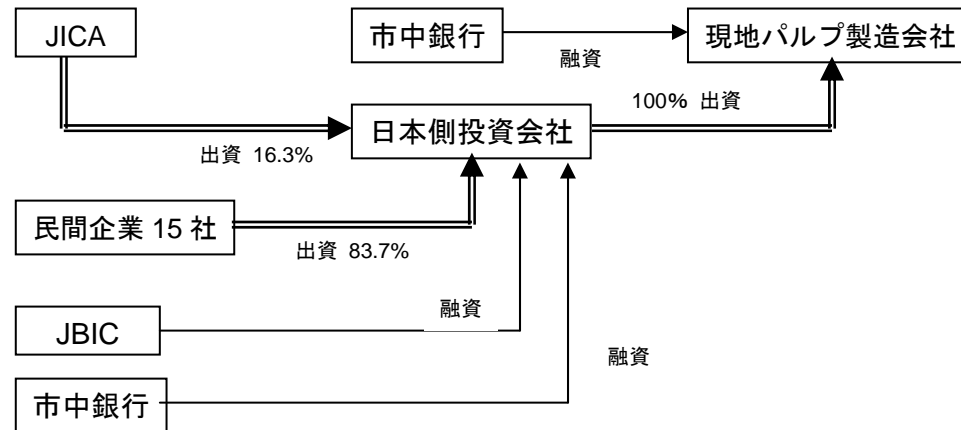 JICA
市中銀行
融資
現地パルプ製造会社
100% 出資
日本側投資会社
出資 16.3%
民間企業 15 社
出資 83.7%
融資
JBIC
融資
市中銀行